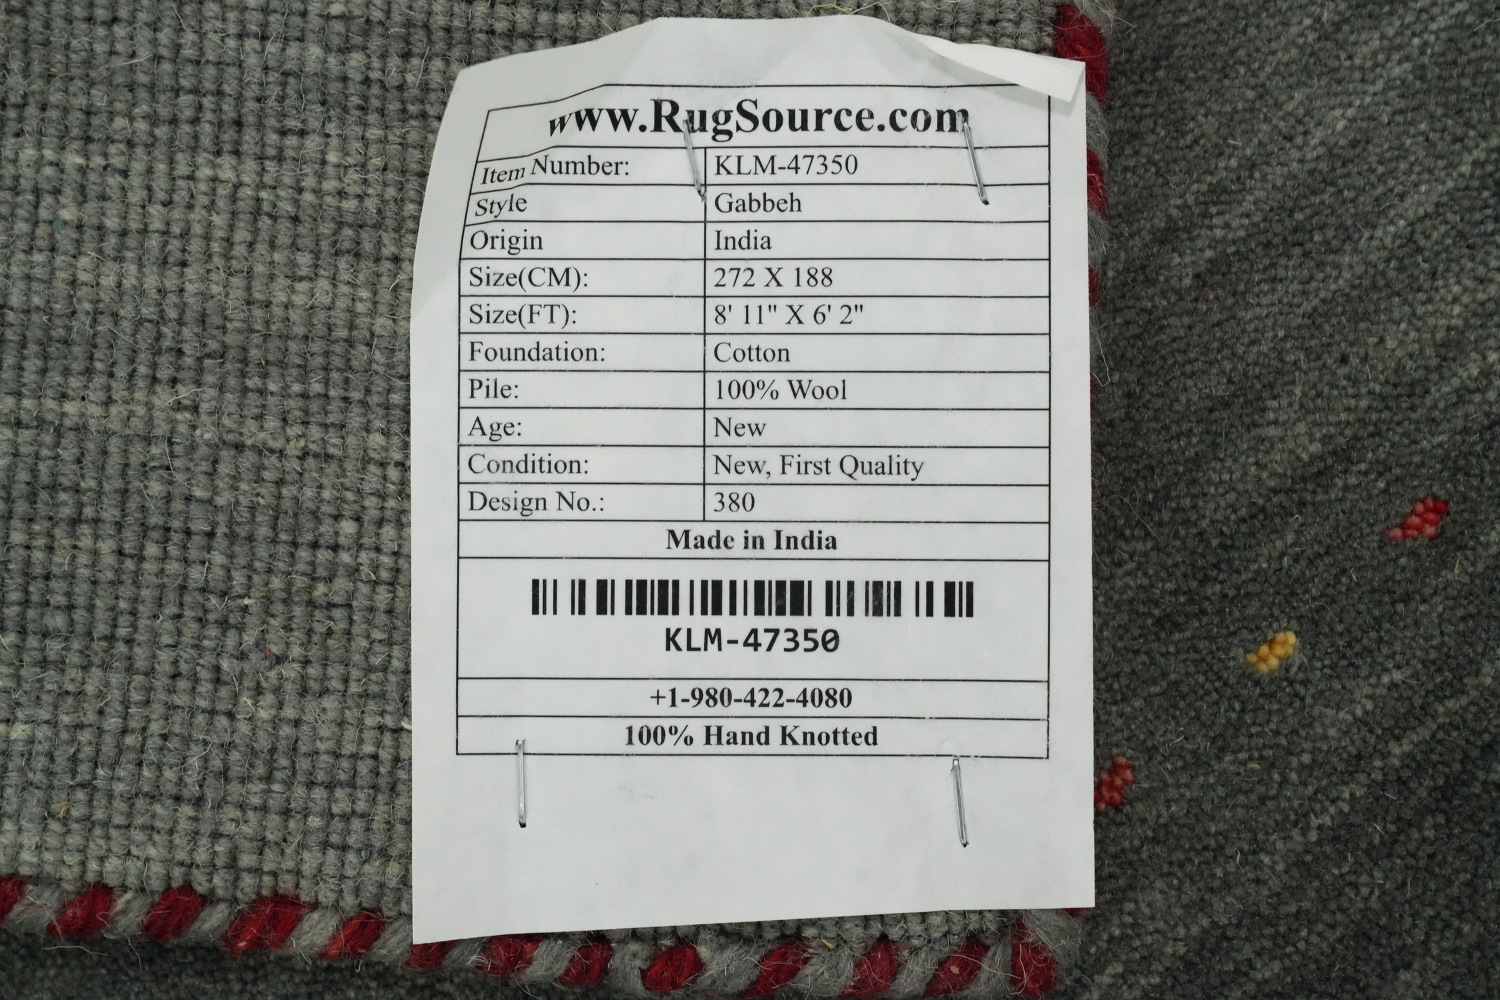 www.RugSource.com
Item Number: KLM-47350
Style Gabbeh
Origin India
Size(CM): 272 X 188
Size(FT): 8' 11" X 6' 2"
Foundation: Cotton
Pile: 100% Wool
Age: New
Condition: New, First Quality
Design No.: 380
Made in India
KLM-47350
+1-980-422-4080
100% Hand Knotted